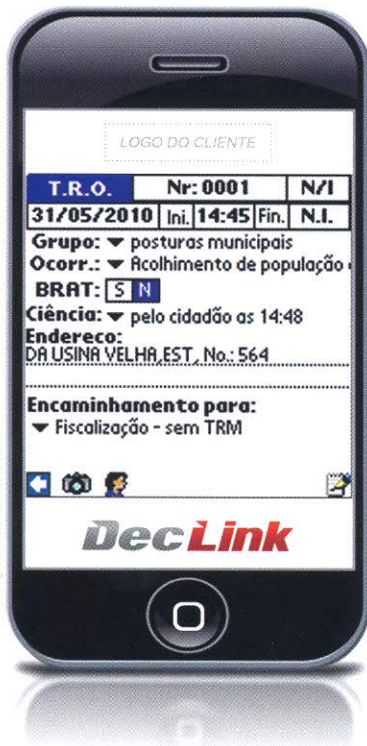 LOGO DO CLIENTE
T.R.O. Nr: 0001 N/I
31/05/2010 Ini. 14:45 Fin. N.I.
Grupo: posturas municipais
Ocorr.: Acolhimento de população
BRAT: S N
Ciência: pelo cidadão as 14:48
Endereco:
DA USINA VELHA,EST, No.: 564
Encaminhamento para:
Fiscalização - sem TRM
DecLink